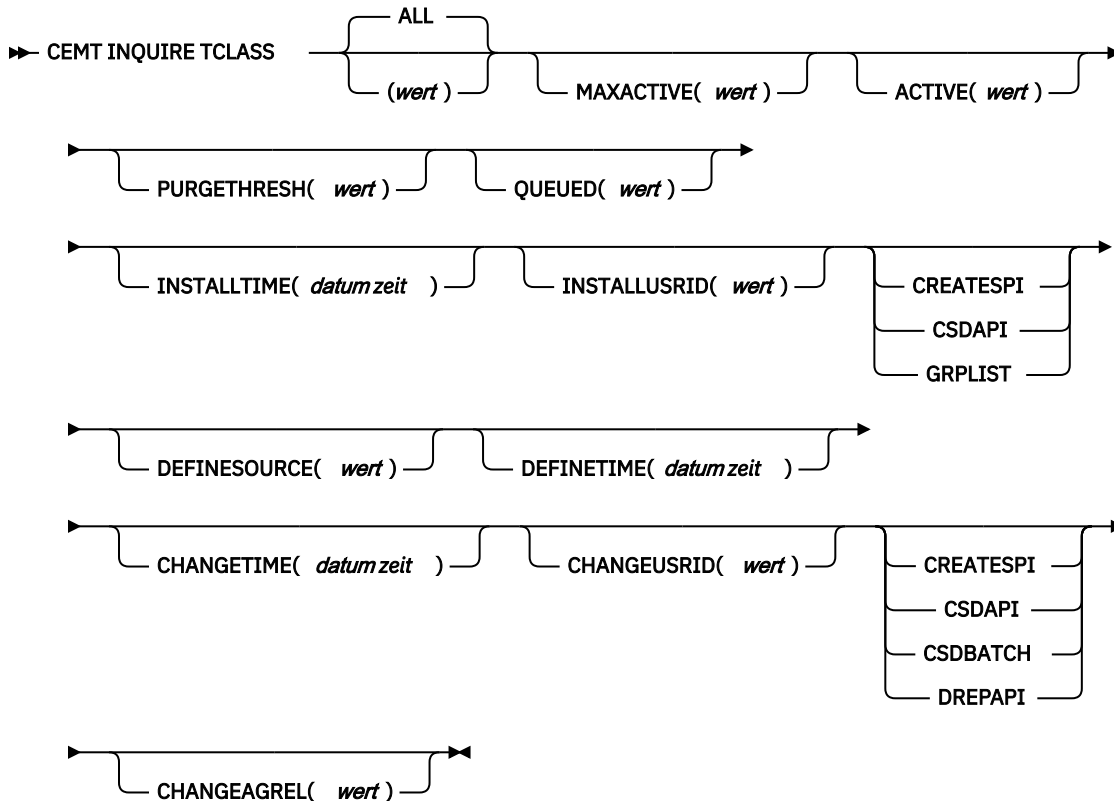 ALL
CEMT INQUIRE TCLASS
(wert)
MAXACTIVE( wert )
ACTIVE( wert )
PURGETHRESH( wert )
QUEUED( wert )
INSTALLTIME( datum zeit )
INSTALLUSRID( wert )
CREATESPI
CSDAPI
GRPLIST
DEFINESOURCE( wert )
DEFINETIME( datum zeit )
CHANGETIME( datum zeit )
CHANGEUSRID( wert )
CREATESPI
CSDAPI
CSDBATCH
DREPAPI
CHANGEAGREL( wert )